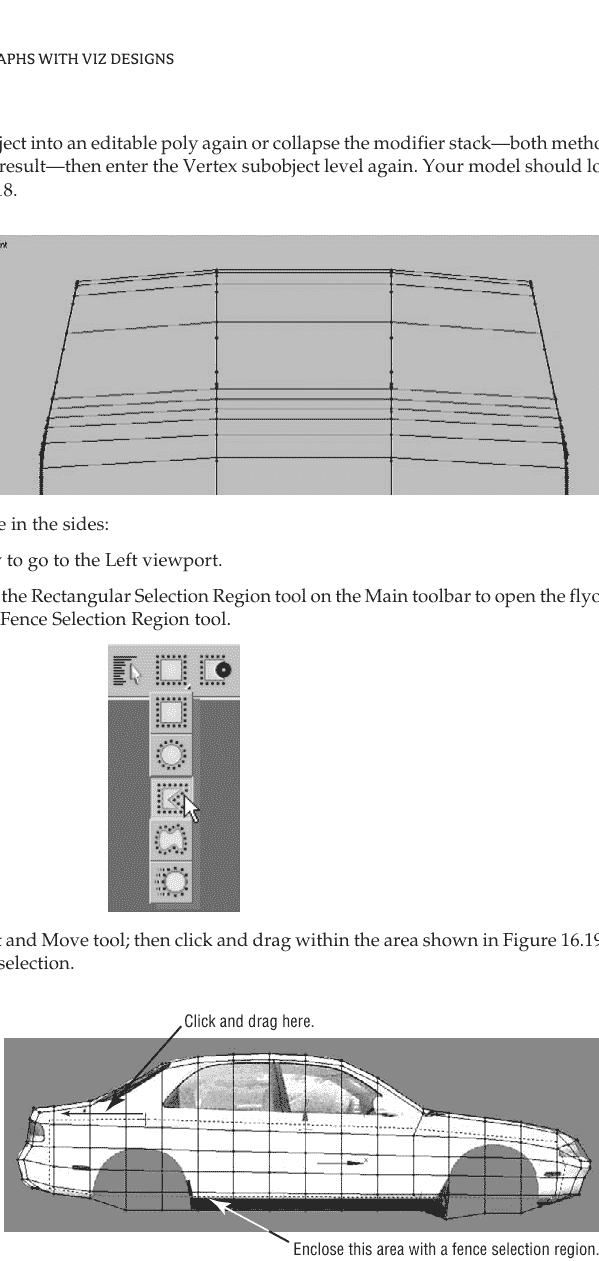 APHS WITH VIZ DESIGNS
ject into an editable poly again or collapse the modifier stack—both metho
result—then enter the Vertex subobject level again. Your model should lo
8.
nt
e in the sides:
to go to the Left viewport.
the Rectangular Selection Region tool on the Main toolbar to open the flyo
Fence Selection Region tool.
t and Move tool; then click and drag within the area shown in Figure 16.19
selection.
Click and drag here.
x
Enclose this area with a fence selection region.